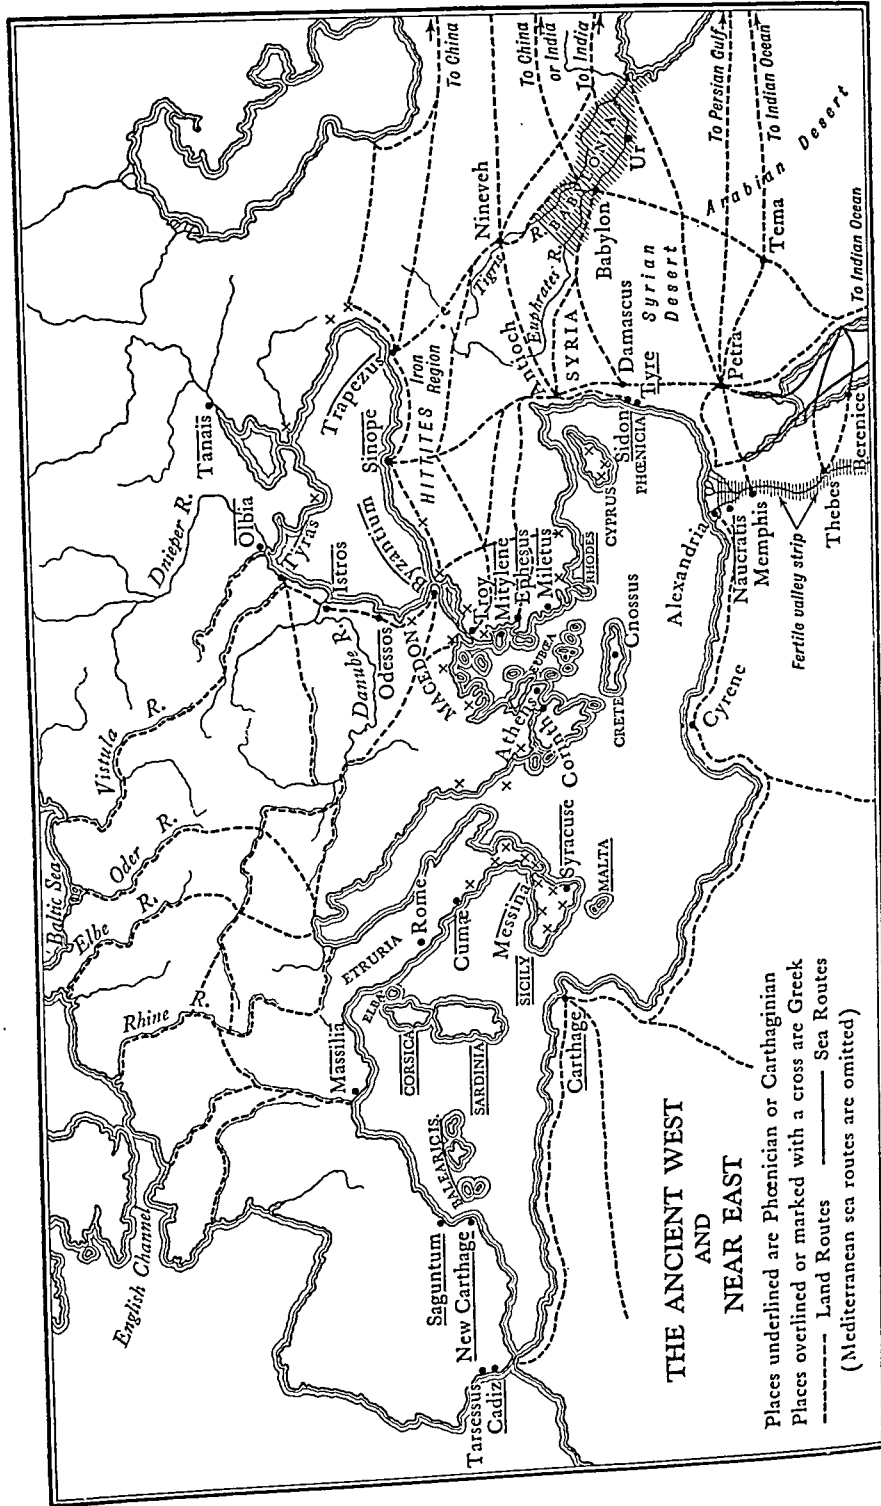 English Channel
Rhine R.
Elbe R.
Baltic Sea
Oder R.
Vistula R.
Dnieper R.
Danube R.
Olbia
Tyras
Istros
Odessos
Tanais
Byzantium
Sinope
Trapezus
HITTITES
Iron Region
MACEDON
Troy
Mitylene
Ephesus
Miletus
EUBŒA
Athens
Corinth
CRETE
Cnossus
RHODES
CYPRUS
Massilia
ETRURIA
ELBA
CORSICA
SARDINIA
Rome
Cumæ
Messina
SICILY
Syracuse
MALTA
BALEARIC IS.
Saguntum
New Carthage
Tarsessus
Cadiz
Carthage
Cyrene
Alexandria
Naucratis
Memphis
Fertile valley strip
Thebes
Berenice
Antioch
SYRIA
Sidon
PHŒNICIA
Tyre
Damascus
Syrian Desert
Petra
Tema
Arabian Desert
Nineveh
Tigris R.
Euphrates R.
BABYLONIA
Babylon
Ur
To China
To China
or India
To India
To Persian Gulf
To Indian Ocean
To Indian Ocean
THE ANCIENT WEST
AND
NEAR EAST
Places underlined are Phœnician or Carthaginian
Places overlined or marked with a cross are Greek
Land Routes Sea Routes
(Mediterranean sea routes are omitted)